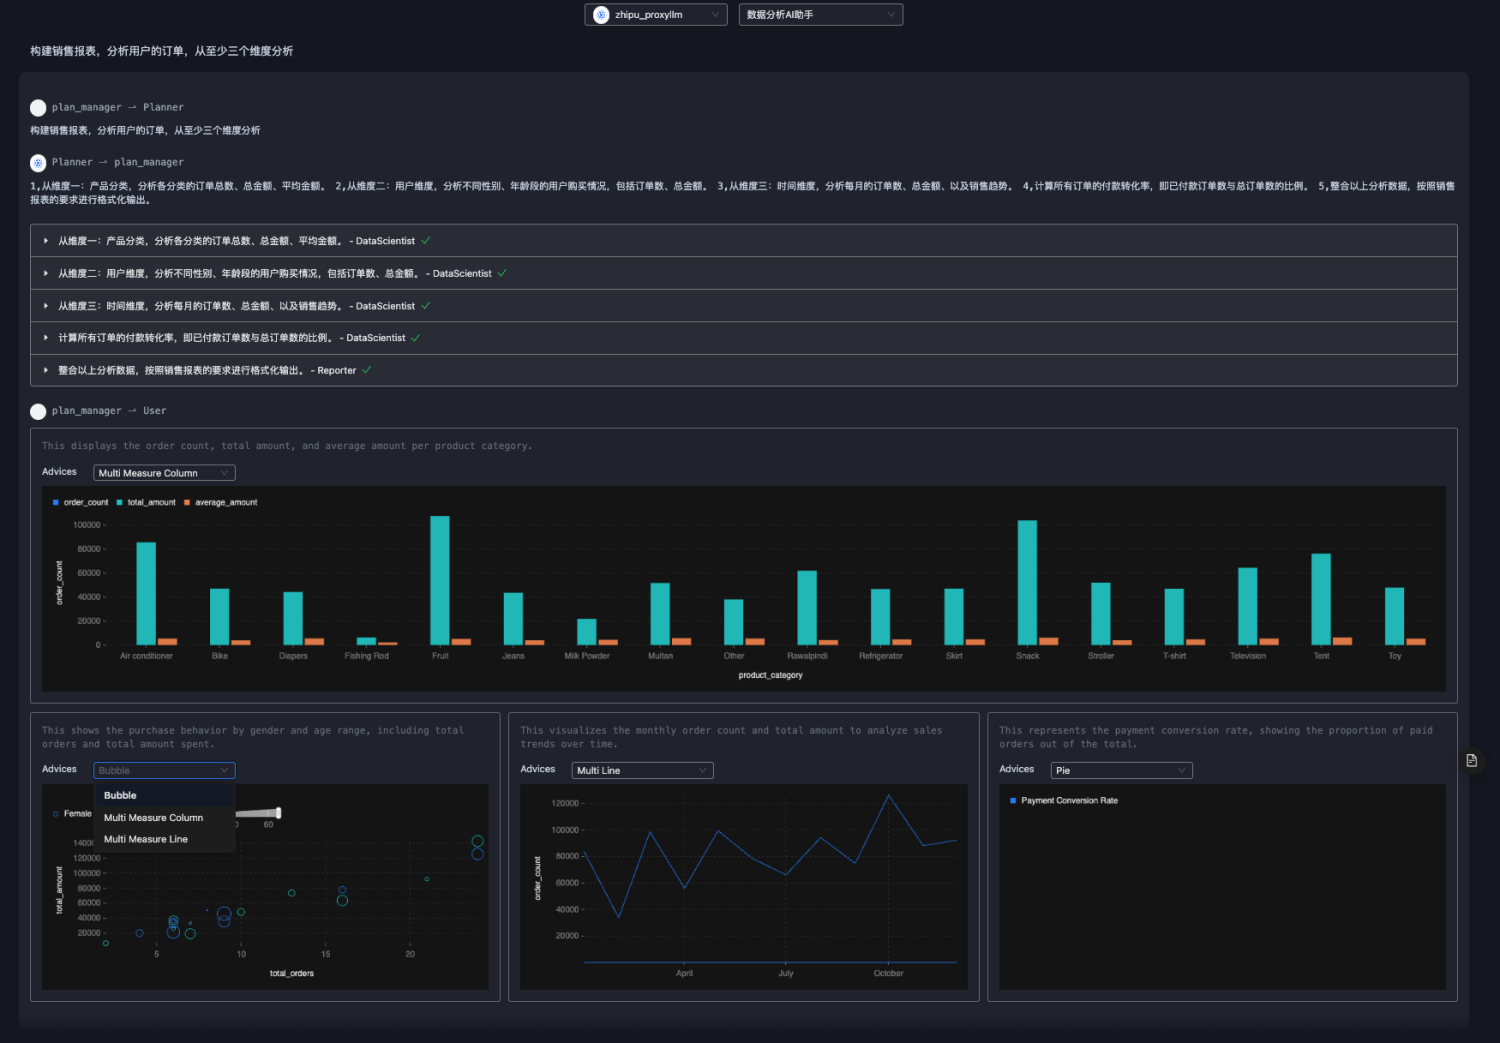 zhipu_proxyllm 数据分析AI助手
构建销售报表，分析用户的订单，从至少三个维度分析
plan_manager → Planner
构建销售报表，分析用户的订单，从至少三个维度分析
Planner → plan_manager
1,从维度一：产品分类，分析各分类的订单总数、总金额、平均金额。 2,从维度二：用户维度，分析不同性别、年龄段的用户购买情况，包括订单数、总金额。 3,从维度三：时间维度，分析每月的订单数、总金额、以及销售趋势。 4,计算所有订单的付款转化率，即已付款订单数与总订单数的比例。 5,整合以上分析数据，按照销售
报表的要求进行格式化输出。
从维度一：产品分类，分析各分类的订单总数、总金额、平均金额。 - DataScientist
从维度二：用户维度，分析不同性别、年龄段的用户购买情况，包括订单数、总金额。 - DataScientist
从维度三：时间维度，分析每月的订单数、总金额、以及销售趋势。 - DataScientist
计算所有订单的付款转化率，即已付款订单数与总订单数的比例。 - DataScientist
整合以上分析数据，按照销售报表的要求进行格式化输出。 - Reporter
plan_manager → User
This displays the order count, total amount, and average amount per product category.
Advices Multi Measure Column
order_count total_amount average_amount
100000
80000
60000
40000
20000
0
order_count
Air conditioner Bike Diapers Fishing Rod Fruit Jeans Milk Powder Multan Other Rawalpindi Refrigerator Skirt Snack Stroller T-shirt Television Tent Toy
product_category
This shows the purchase behavior by gender and age range, including total
orders and total amount spent.
Advices Bubble
Bubble
Multi Measure Column
Multi Measure Line
Female
60
120000
100000
80000
60000
40000
20000
total_amount
5 10 15 20
total_orders
This visualizes the monthly order count and total amount to analyze sales
trends over time.
Advices Multi Line
120000
100000
80000
60000
40000
20000
order_count
April July October
This represents the payment conversion rate, showing the proportion of paid
orders out of the total.
Advices Pie
Payment Conversion Rate